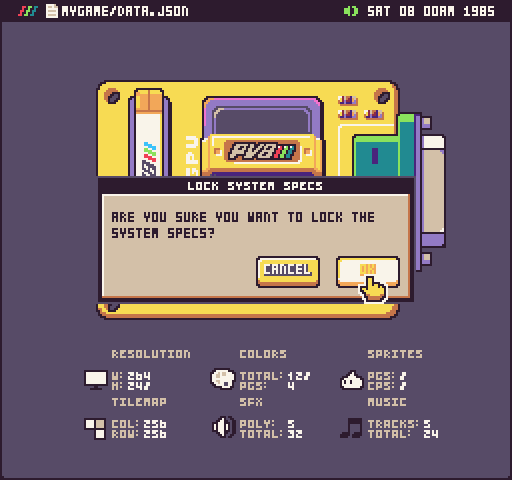 MYGAME/DATA.JSON
SAT 08 00AM 1985
GPU
LOCK SYSTEM SPECS
ARE YOU SURE YOU WANT TO LOCK THE
SYSTEM SPECS?
CANCEL
RESOLUTION
COLORS
SPRITES
W: 264
TOTAL:
PGS:
PGS: 4
CPS:
TILEMAP
SFX
MUSIC
COL: 256
POLY: 5
TRACKS: 5
ROW: 256
TOTAL: 32
TOTAL: 24